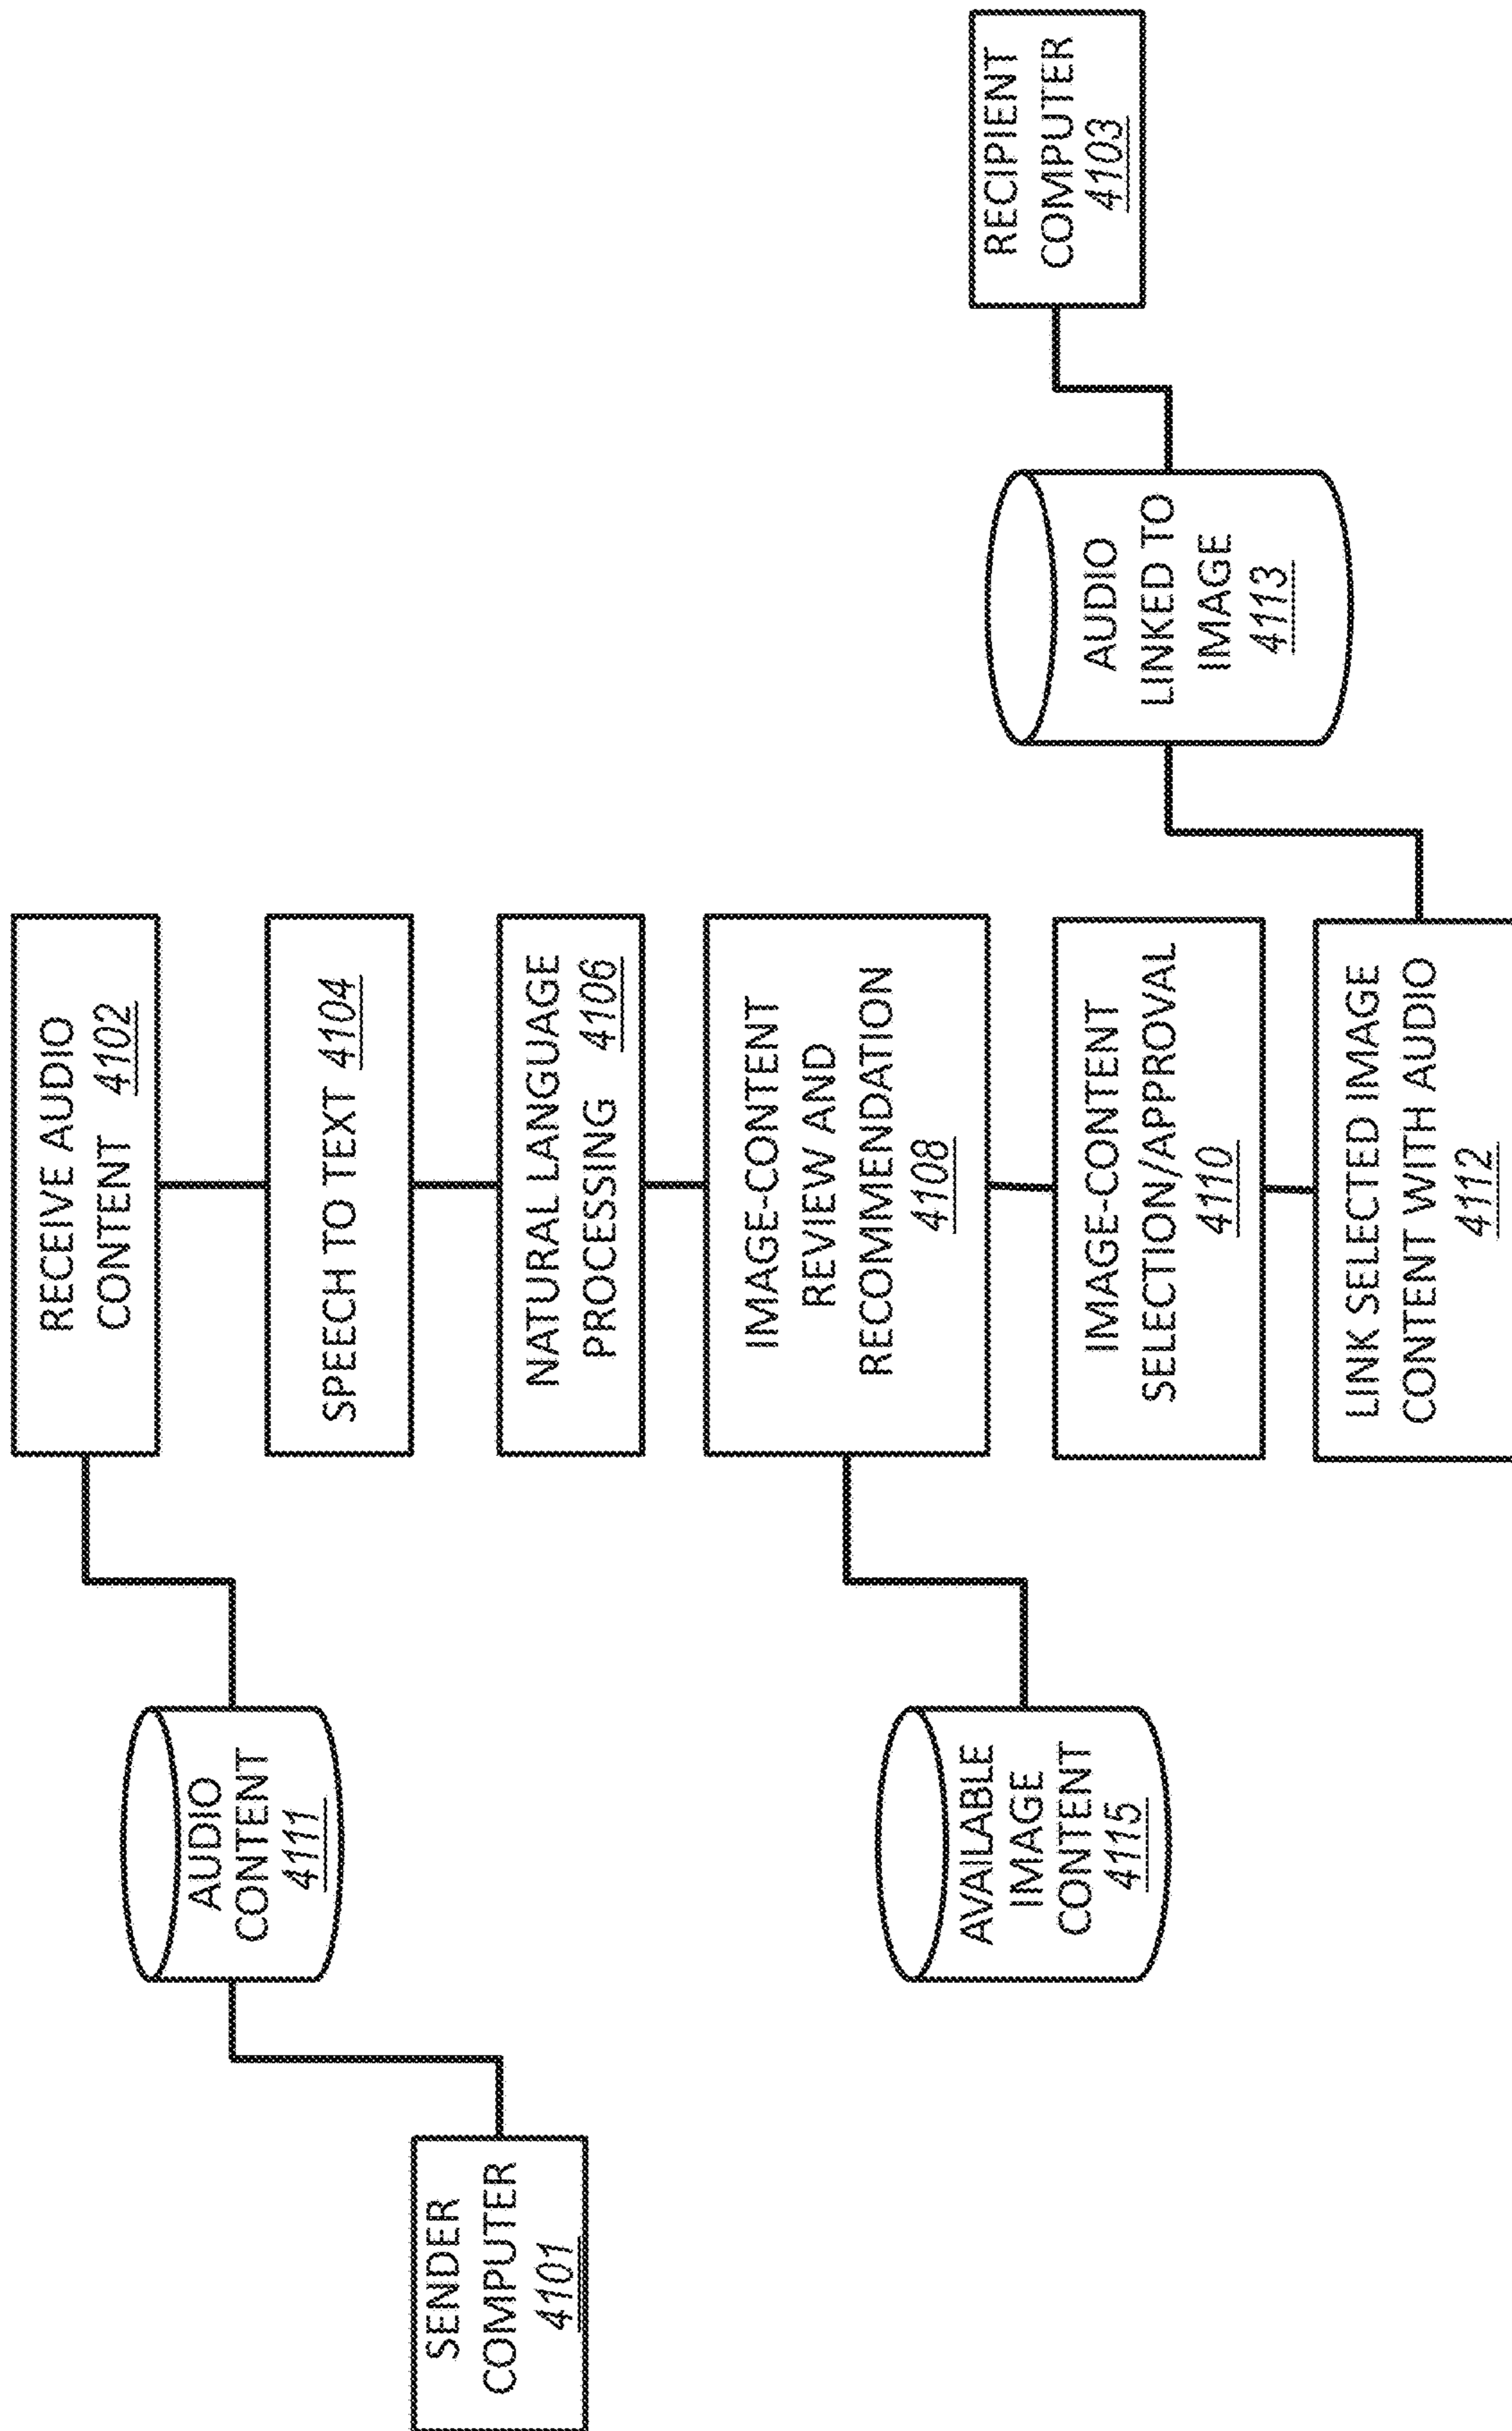 SENDER
COMPUTER
4101
AUDIO
CONTENT
4111
AVAILABLE
IMAGE
CONTENT
4115
RECEIVE AUDIO
CONTENT 4102
SPEECH TO TEXT 4104
NATURAL LANGUAGE
PROCESSING 4106
IMAGE-CONTENT
REVIEW AND
RECOMMENDATION
4108
IMAGE-CONTENT
SELECTION/APPROVAL
4110
LINK SELECTED IMAGE
CONTENT WITH AUDIO
4112
AUDIO
LINKED TO
IMAGE
4113
RECIPIENT
COMPUTER
4103